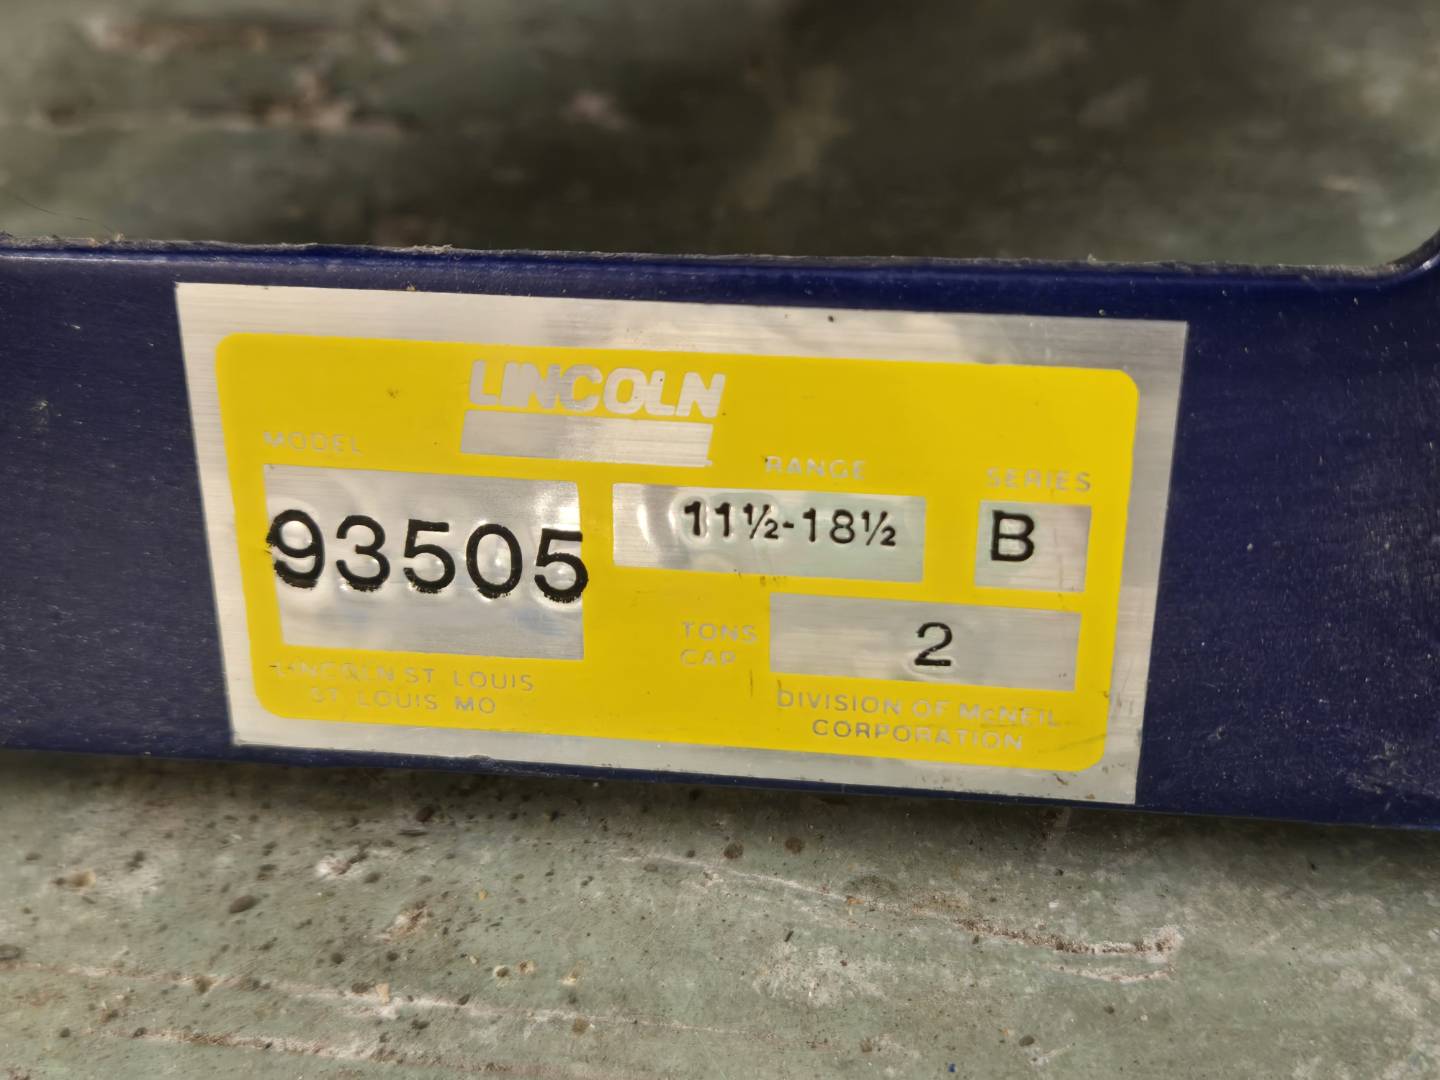 LINCOLN
MODEL
93505
RANGE
11½-18½
SERIES
B
TONS
CAP
2
LINCOLN ST. LOUIS
ST. LOUIS MO
DIVISION OF McNEIL
CORPORATION